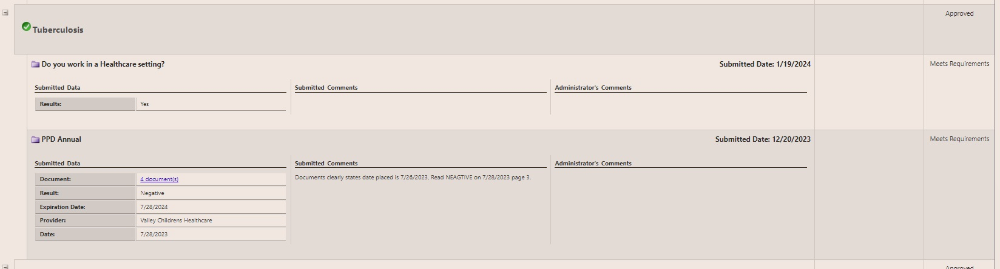 Approved
Tuberculosis
Do you work in a Healthcare setting? Submitted Date: 1/19/2024 Meets Requirements
Submitted Data Submitted Comments Administrator's Comments
Results: Yes
PPD Annual Submitted Date: 12/20/2023 Meets Requirements
Submitted Data Submitted Comments Administrator's Comments
Document: 4 document(s) Documents clearly states date placed is 7/26/2023, Read NEAGTIVE on 7/28/2023 page 3.
Result: Negative
Expiration Date: 7/28/2024
Provider: Valley Childrens Healthcare
Date: 7/28/2023
Approved